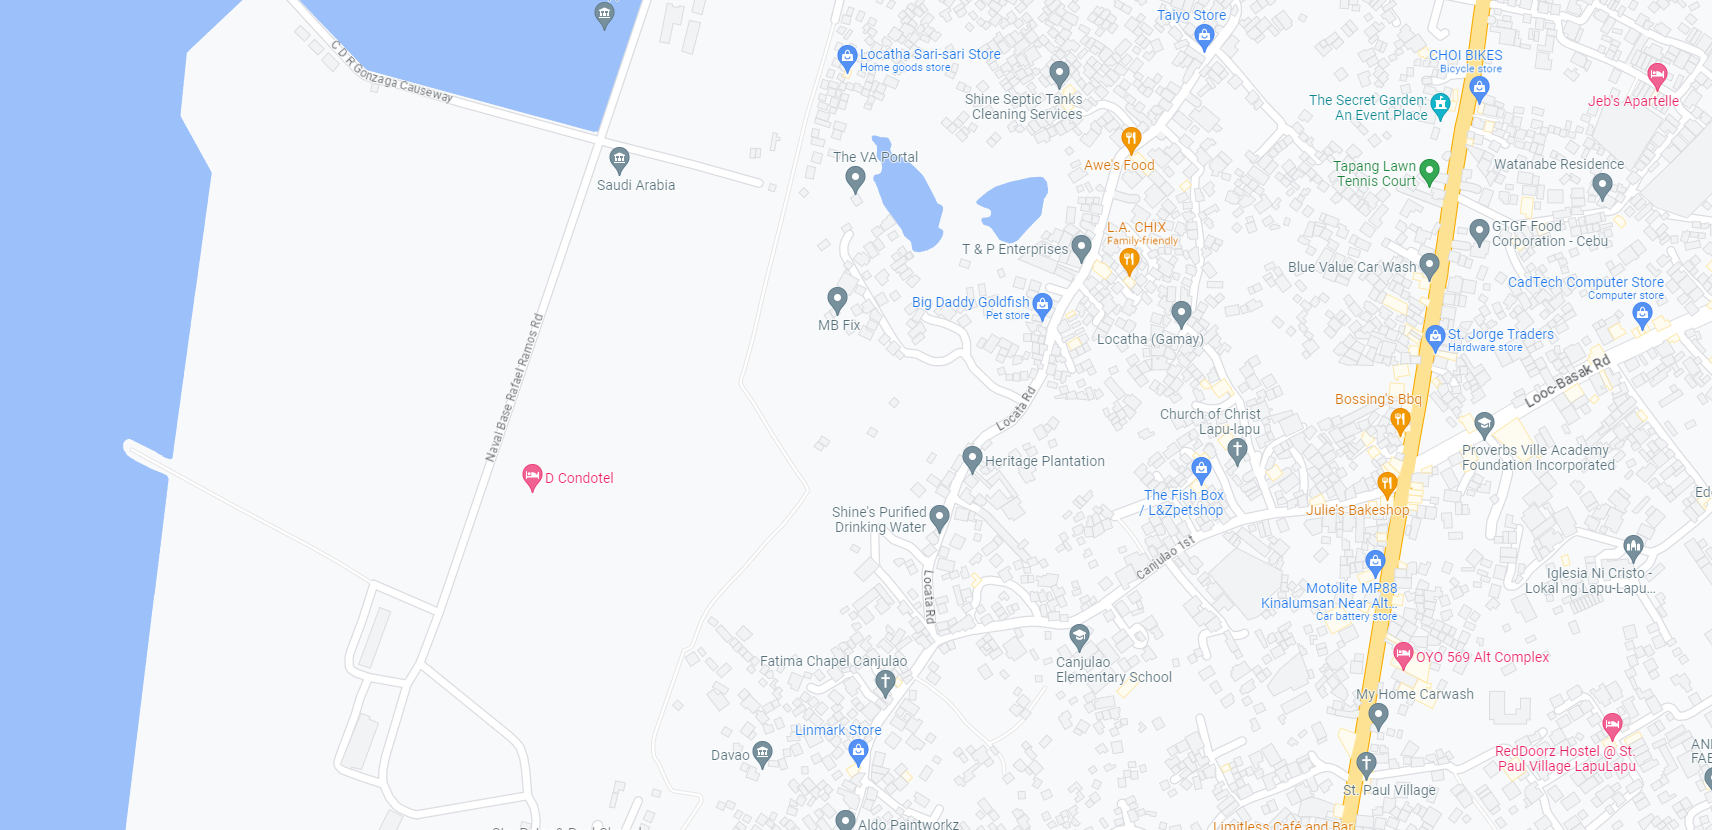 Taiyo Store
C D R Gonzaga Causeway
Locatha Sari-sari Store
Home goods store
CHOI BIKES
Bicycle store
Shine Septic Tanks
Cleaning Services
The Secret Garden:
An Event Place
Jeb's Apartelle
The VA Portal
Awe's Food
Tapang Lawn
Tennis Court
Watanabe Residence
Saudi Arabia
L.A. CHIX
Family-friendly
T & P Enterprises
GTGF Food
Corporation - Cebu
Blue Value Car Wash
CadTech Computer Store
Computer store
Big Daddy Goldfish
Pet store
MB Fix
Locatha (Gamay)
St. Jorge Traders
Hardware store
Naval Base Rafael Ramos Rd
Looc-Basak Rd
Locata Rd
Bossing's Bbq
Church of Christ
Lapu-lapu
Proverbs Ville Academy
Foundation Incorporated
Heritage Plantation
D Condotel
The Fish Box
/ L&Zpetshop
Julie's Bakeshop
Shine's Purified
Drinking Water
Canjulao 1st
Locata Rd
Motolite MP88
Kinalumsan Near Alt...
Car battery store
Iglesia Ni Cristo -
Lokal ng Lapu-Lapu...
Fatima Chapel Canjulao
Canjulao
Elementary School
OYO 569 Alt Complex
My Home Carwash
Linmark Store
Davao
RedDoorz Hostel @ St.
Paul Village LapuLapu
St. Paul Village
Aldo Paintworkz
Limitless Café and Bar